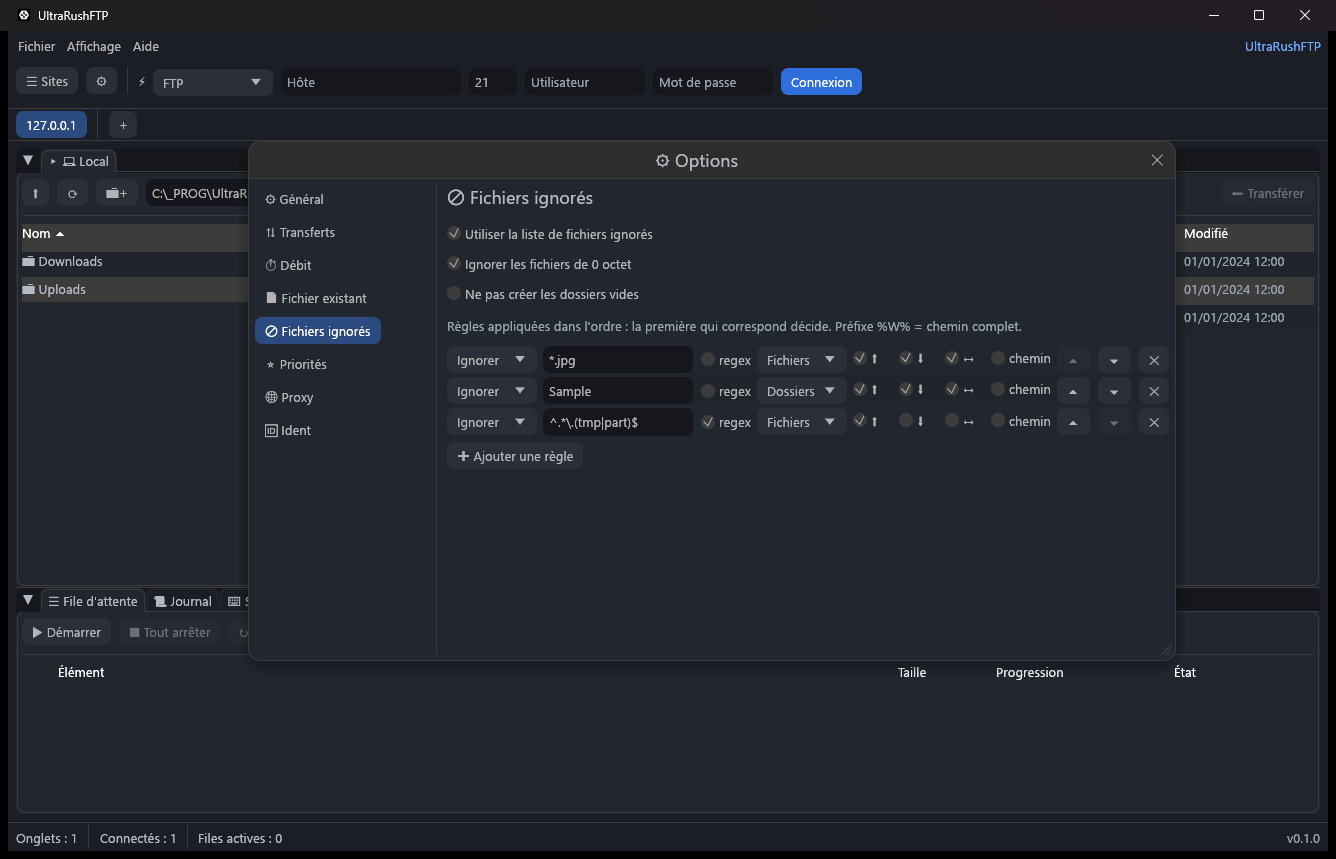 UltraRushFTP
Fichier Affichage Aide UltraRushFTP
Sites FTP Hôte 21 Utilisateur Mot de passe Connexion
127.0.0.1 +
Local Options
C:\_PROG\UltraR Transférer
Général Fichiers ignorés
Nom Modifié
Transferts Utiliser la liste de fichiers ignorés
Downloads Débit Ignorer les fichiers de 0 octet 01/01/2024 12:00
Uploads Fichier existant Ne pas créer les dossiers vides 01/01/2024 12:00
01/01/2024 12:00
Fichiers ignorés Règles appliquées dans l'ordre : la première qui correspond décide. Préfixe %W% = chemin complet.
Priorités Ignorer *.jpg regex Fichiers chemin
Proxy Ignorer Sample regex Dossiers chemin
Ident Ignorer ^.*\.(tmp|part)$ regex Fichiers chemin
Ajouter une règle
File d'attente Journal S
Démarrer Tout arrêter
Élément Taille Progression État
Onglets : 1 Connectés : 1 Files actives : 0 v0.1.0